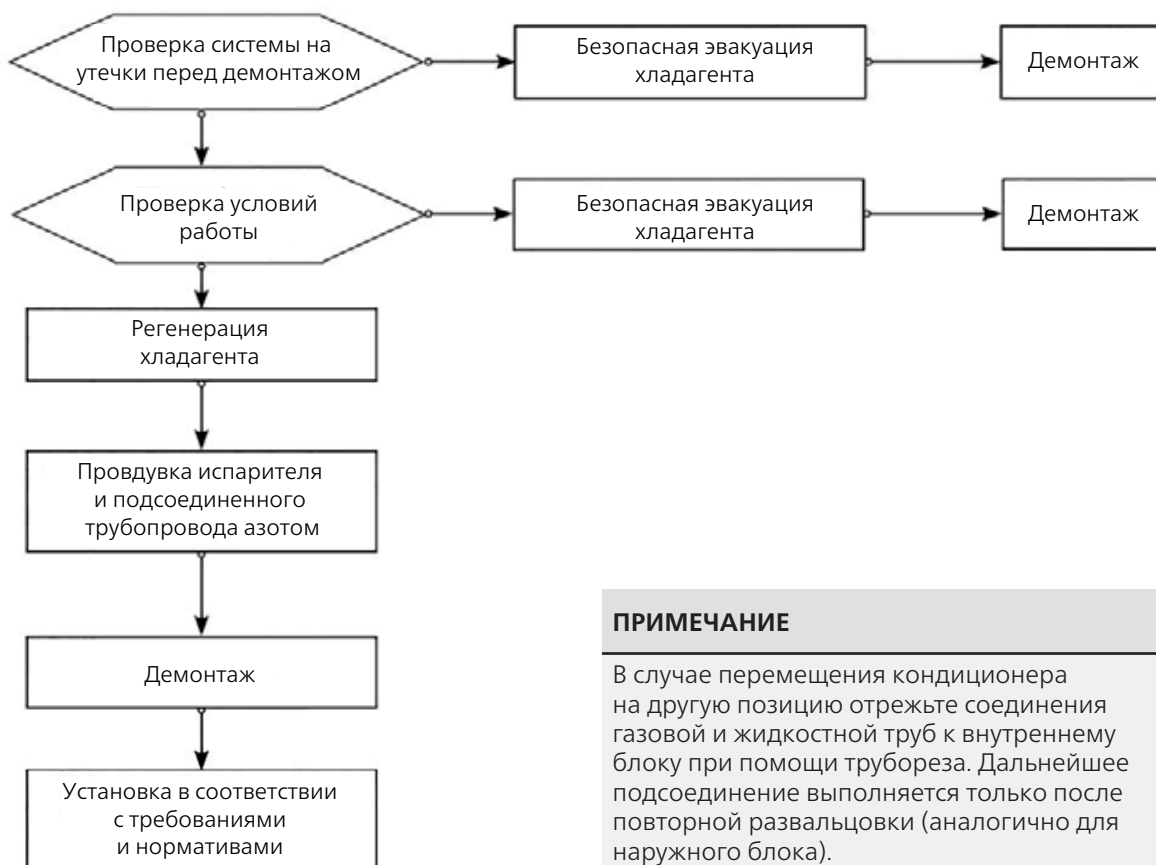 Проверка системы на
утечки перед демонтажом
Безопасная эвакуация
хладагента
Демонтаж
Проверка условий
работы
Безопасная эвакуация
хладагента
Демонтаж
Регенерация
хладагента
Провдувка испарителя
и подсоединенного
трубопровода азотом
Демонтаж
Установка в соответствии
с требованиями
и нормативами
ПРИМЕЧАНИЕ
В случае перемещения кондиционера
на другую позицию отрежьте соединения
газовой и жидкостной труб к внутреннему
блоку при помощи трубореза. Дальнейшее
подсоединение выполняется только после
повторной развальцовки (аналогично для
наружного блока).